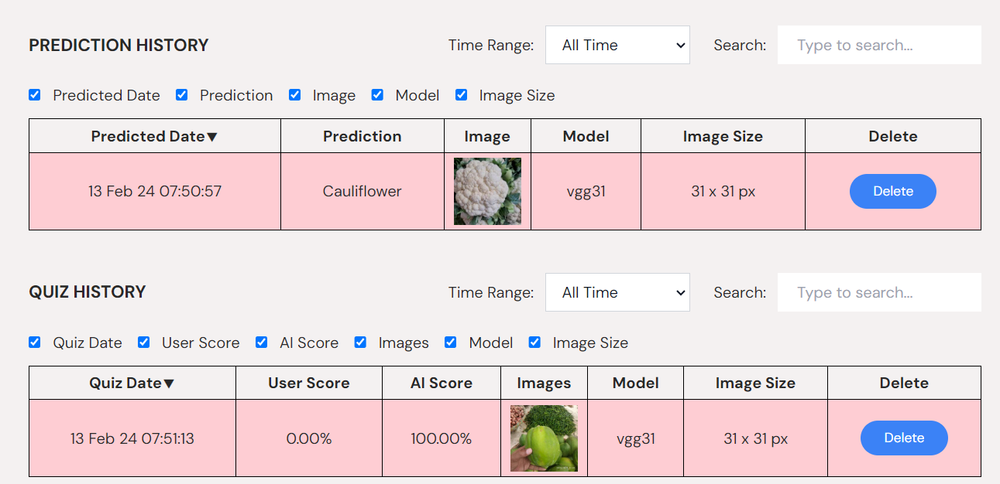 PREDICTION HISTORY Time Range: All Time Search: Type to search...
Predicted Date Prediction Image Model Image Size
Predicted Date▼ Prediction Image Model Image Size Delete
13 Feb 24 07:50:57 Cauliflower vgg31 31 x 31 px Delete
QUIZ HISTORY Time Range: All Time Search: Type to search...
Quiz Date User Score AI Score Images Model Image Size
Quiz Date▼ User Score AI Score Images Model Image Size Delete
13 Feb 24 07:51:13 0.00% 100.00% vgg31 31 x 31 px Delete